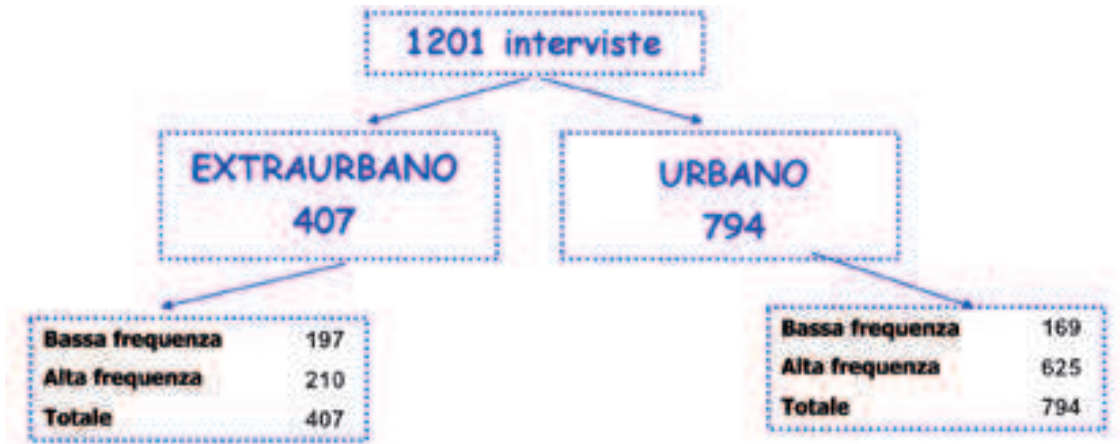 1201 interviste
EXTRAURBANO
407
URBANO
794
Bassa frequenza 197
Alta frequenza 210
Totale 407
Bassa frequenza 169
Alta frequenza 625
Totale 794